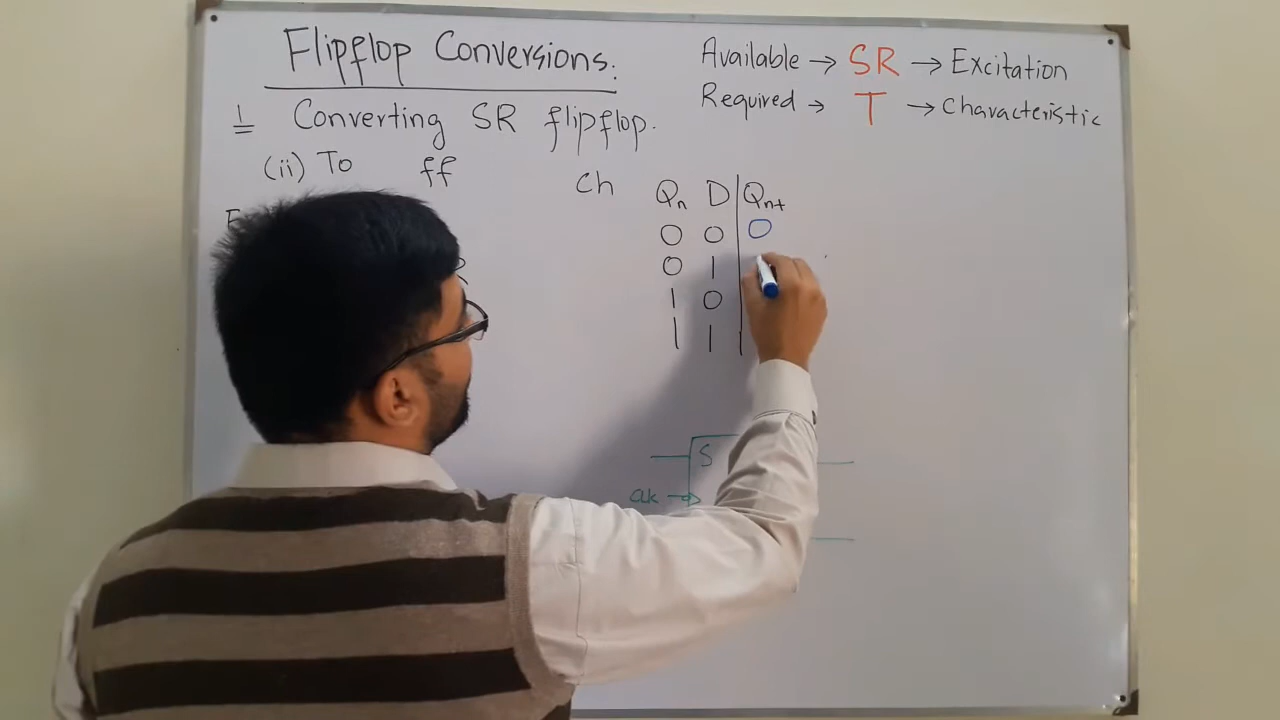 Flipflop Conversions:
Available → SR → Excitation
Required → T → Characteristic
1 Converting SR flipflop.
(ii) To ff
Ch
Qn D Qn+
0 0 0
0 1
1 0
1 1
S
clk